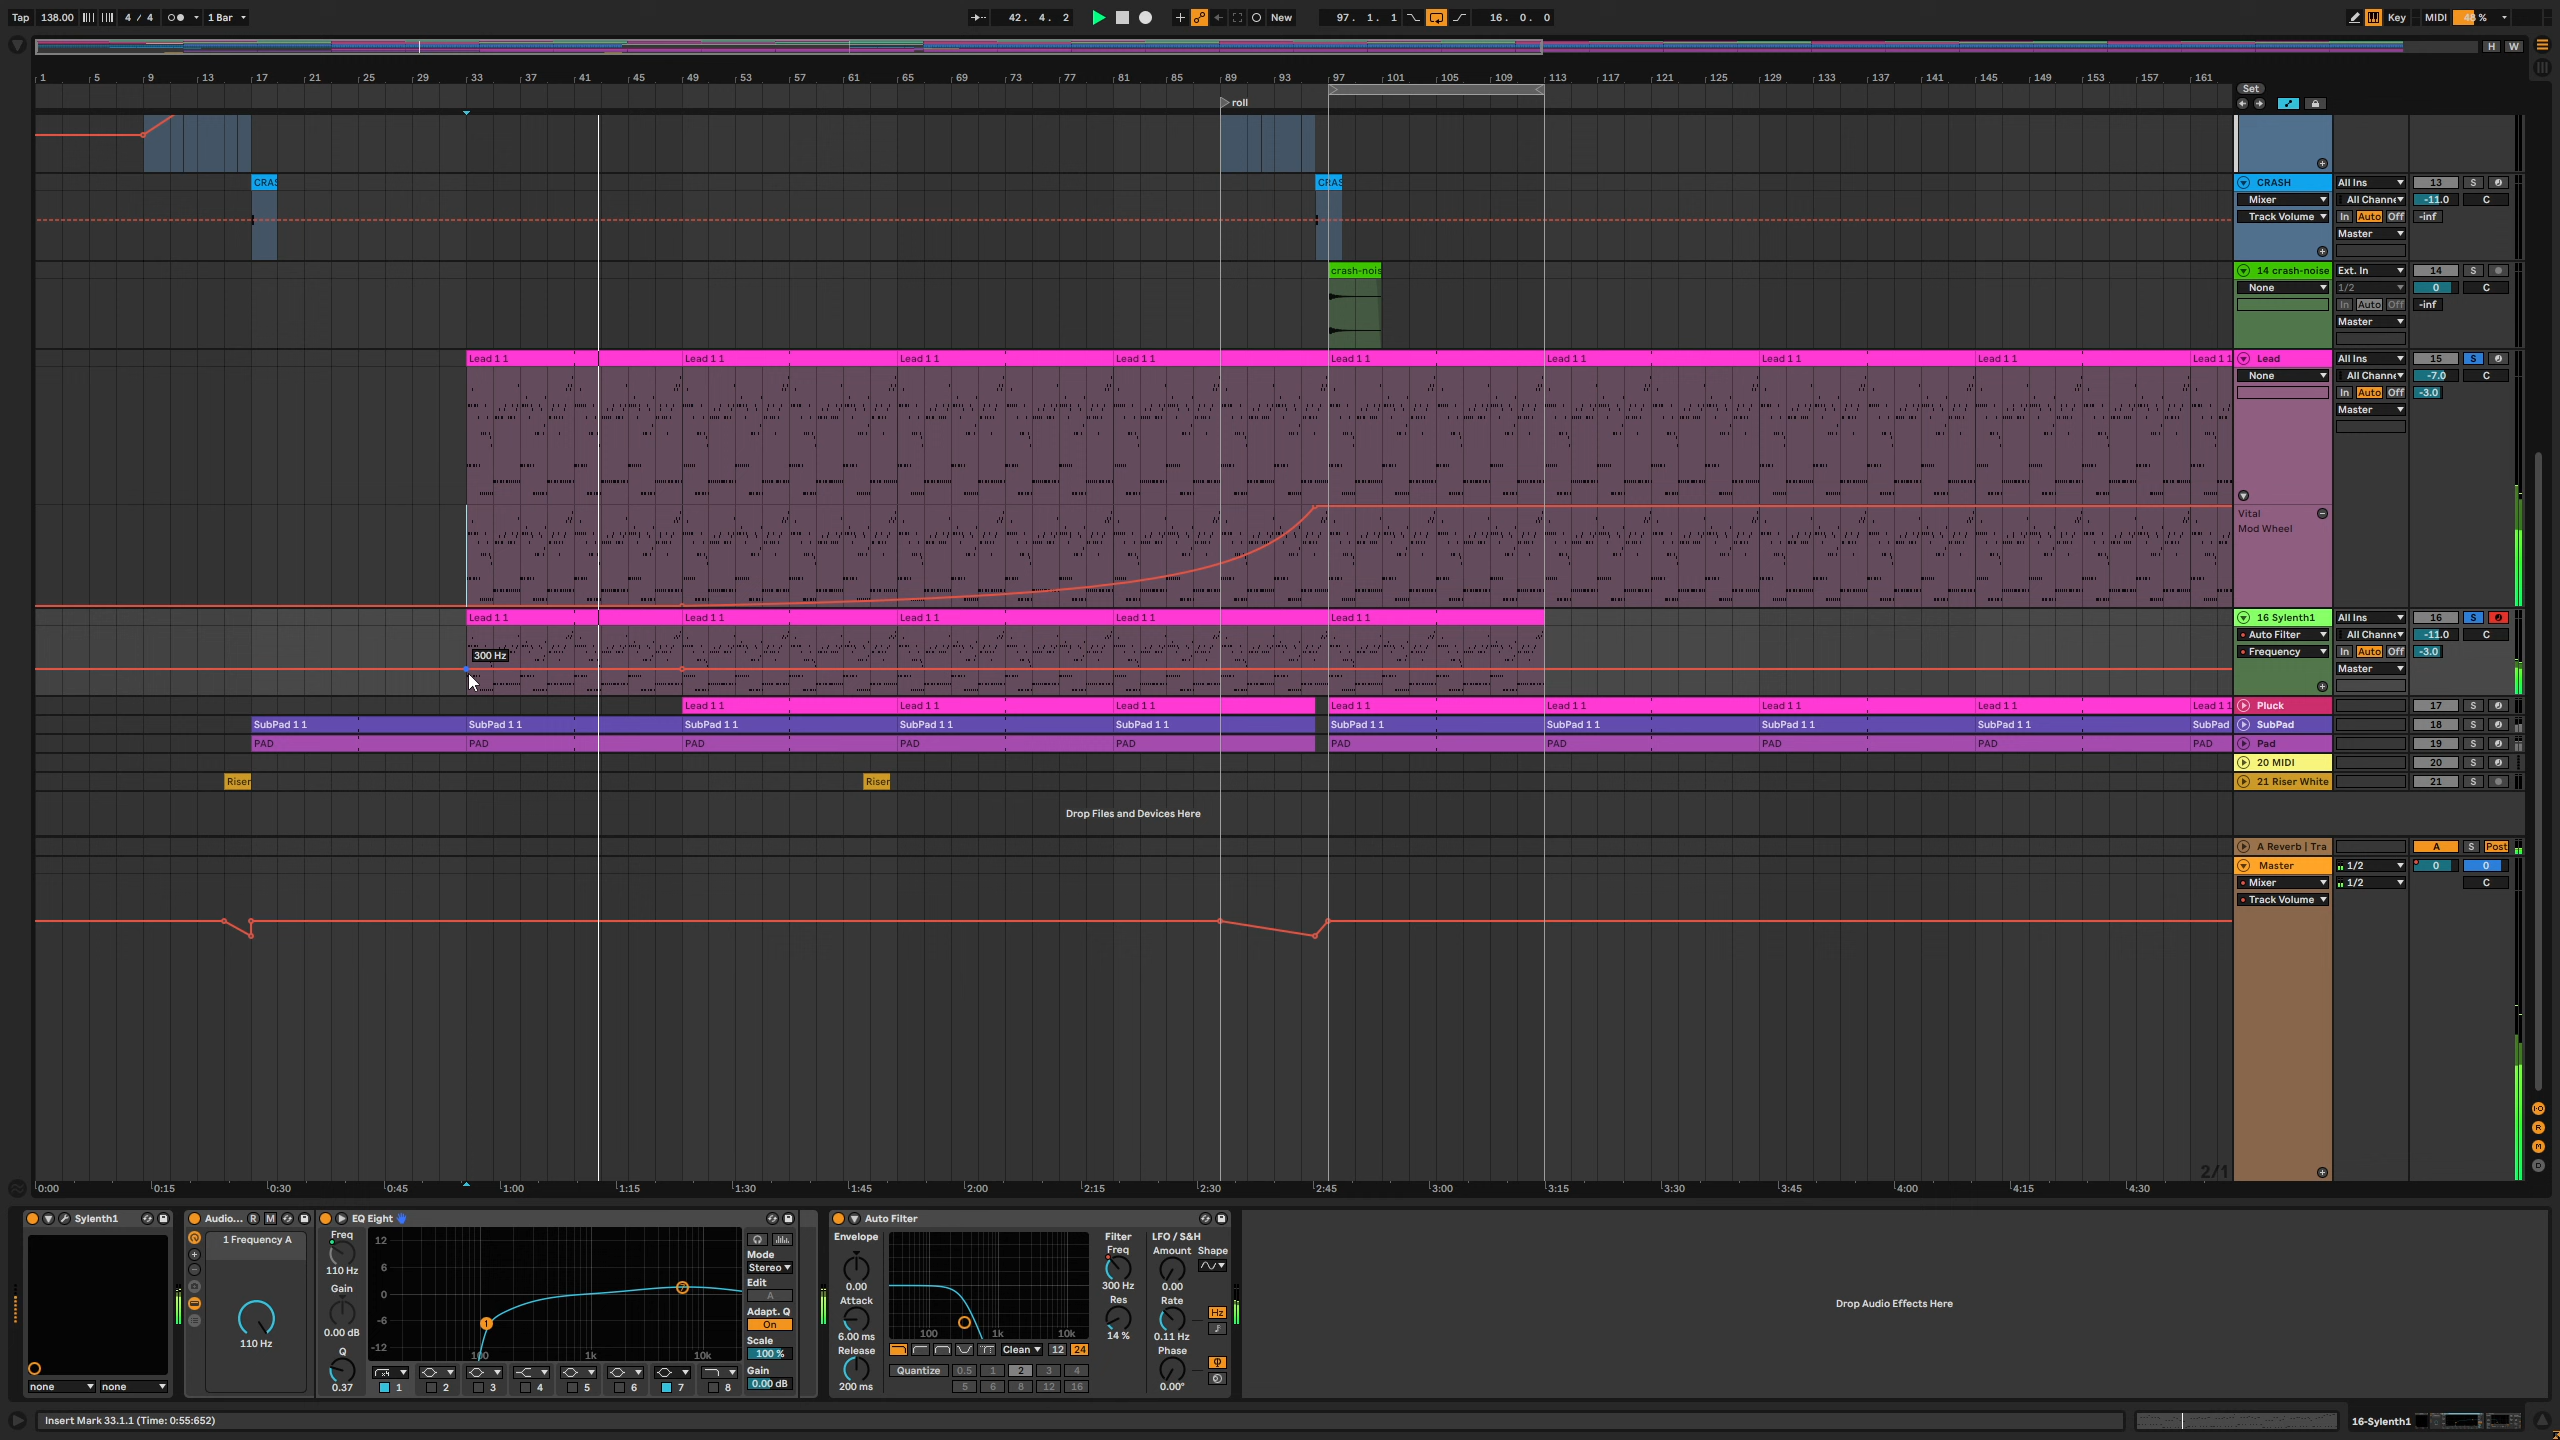 Tap 138.00 4 / 4 1 Bar 42. 4. 2 New 97. 1. 1 16. 0. 0 Key MIDI 48 %
H W
1 5 9 13 17 21 25 29 33 37 41 45 49 53 57 61 65 69 73 77 81 85 89 93 97 101 105 109 113 117 121 125 129 133 137 141 145 149 153 157 161
Set
roll
CRAS CRAS CRASH All Ins 13 S
Mixer All Channe -11.0 C
Track Volume In Auto Off -inf
Master
crash-nois 14 crash-noise Ext. In 14 S
None 1/2 0 C
In Auto Off -inf
Master
Lead 1 1 Lead 1 1 Lead 1 1 Lead 1 1 Lead 1 1 Lead 1 1 Lead 1 1 Lead 1 1 Lead 1 1 Lead All Ins 15 S
None All Channe -7.0 C
In Auto Off -3.0
Master
Vital
Mod Wheel
Lead 1 1 Lead 1 1 Lead 1 1 Lead 1 1 Lead 1 1 16 Sylenth1 All Ins 16 S
Auto Filter All Channe -11.0 C
300 Hz Frequency In Auto Off -3.0
Master
Lead 1 1 Lead 1 1 Lead 1 1 Lead 1 1 Lead 1 1 Lead 1 1 Lead 1 1 Lead 1 Pluck 17 S
SubPad 1 1 SubPad 1 1 SubPad 1 1 SubPad 1 1 SubPad 1 1 SubPad 1 1 SubPad 1 1 SubPad 1 1 SubPad 1 1 SubPad SubPad 18 S
PAD PAD PAD PAD PAD PAD PAD PAD PAD PAD Pad 19 S
20 MIDI 20 S
Riser Riser 21 Riser White 21 S
Drop Files and Devices Here
A Reverb | Tra A S Post
Master 1/2 0 0
Mixer 1/2 C
Track Volume
2/1
0:00 0:15 0:30 0:45 1:00 1:15 1:30 1:45 2:00 2:15 2:30 2:45 3:00 3:15 3:30 3:45 4:00 4:15 4:30
Sylenth1 Audio... R M EQ Eight Auto Filter
none none
1 Frequency A
110 Hz
Freq
110 Hz
Gain
0.00 dB
Q
0.37
12
6
0
-6
-12
100 1k 10k
1 7
1 2 3 4 5 6 7 8
Mode
Stereo
Edit
A
Adapt. Q
On
Scale
100 %
Gain
0.00 dB
Envelope
0.00
Attack
6.00 ms
Release
200 ms
100 1k 10k
Clean 12 24
Quantize 0.5 1 2 3 4
5 6 8 12 16
Filter
Freq
300 Hz
Res
14 %
LFO / S&H
Amount Shape
0.00
Rate
0.11 Hz
Hz
Phase
0.00°
Drop Audio Effects Here
Insert Mark 33.1.1 (Time: 0:55:652) 16-Sylenth1